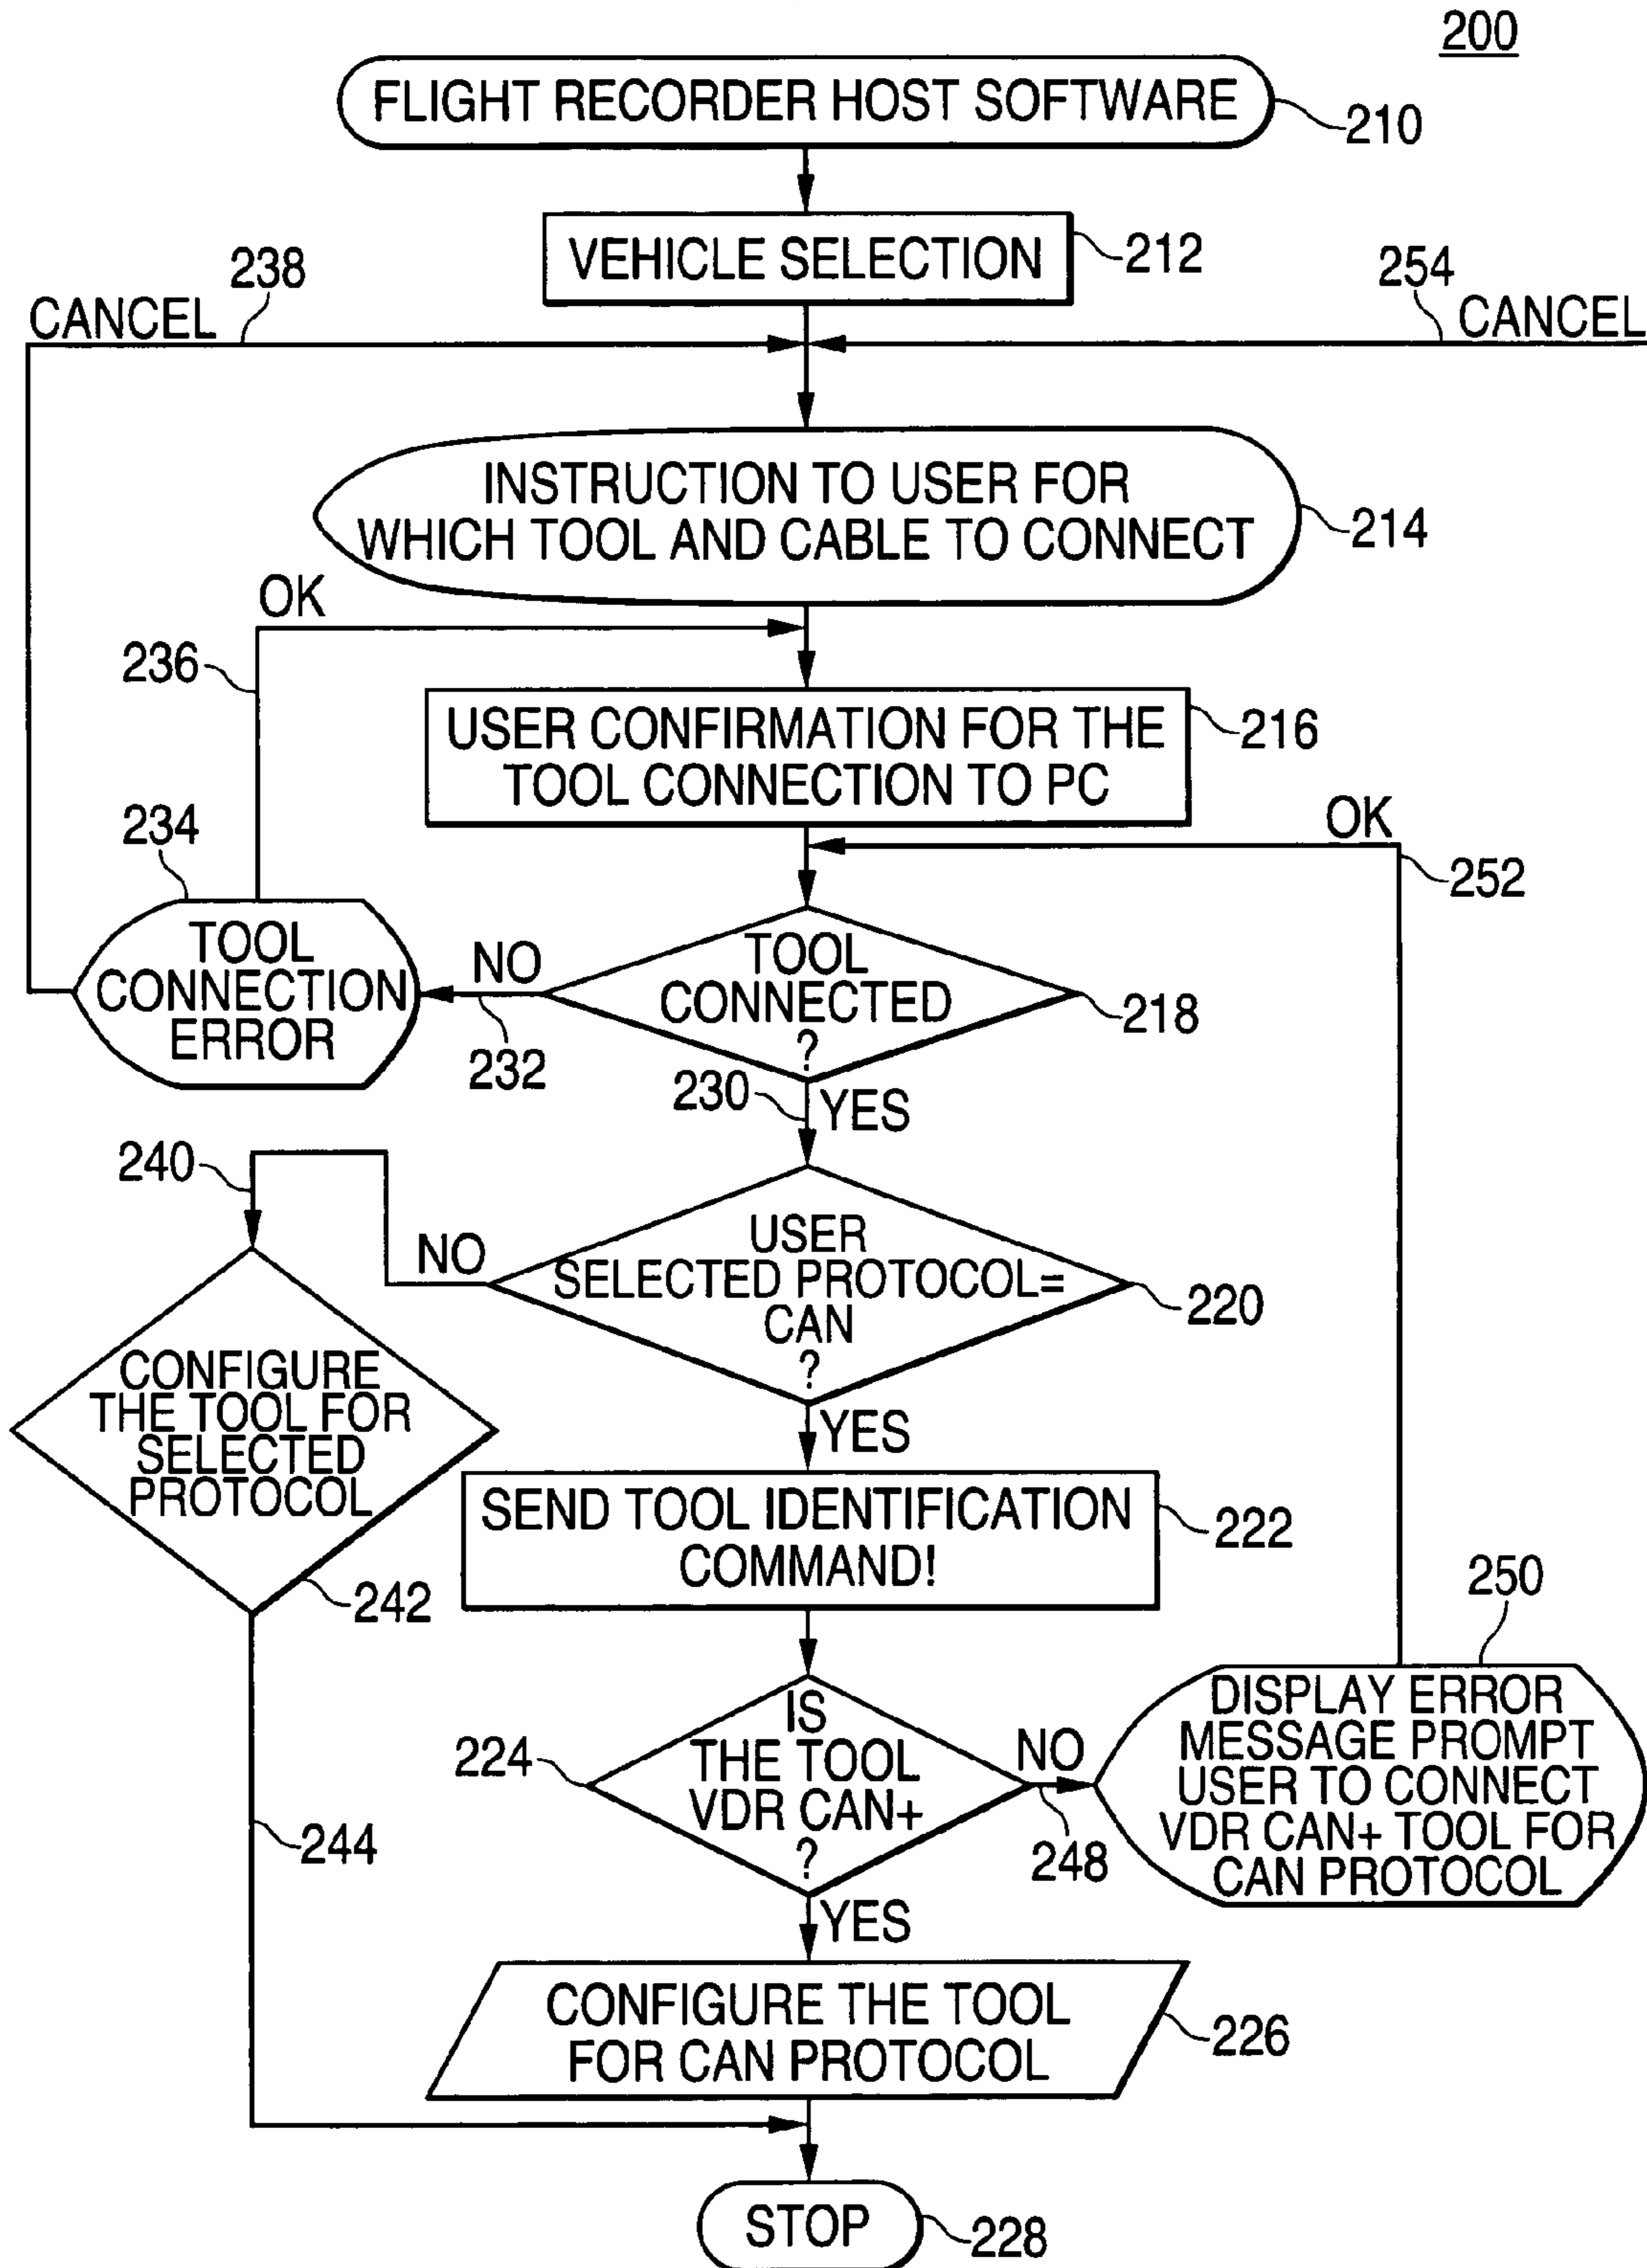 200
FLIGHT RECORDER HOST SOFTWARE
210
VEHICLE SELECTION
212
238
254
CANCEL
CANCEL
INSTRUCTION TO USER FOR
WHICH TOOL AND CABLE TO CONNECT
214
OK
236
USER CONFIRMATION FOR THE
TOOL CONNECTION TO PC
216
234
OK
252
TOOL
CONNECTION
ERROR
NO
232
TOOL
CONNECTED
?
218
230
YES
240
NO
USER
SELECTED PROTOCOL=
CAN
?
220
CONFIGURE
THE TOOL FOR
SELECTED
PROTOCOL
242
YES
SEND TOOL IDENTIFICATION
COMMAND!
222
250
224
IS
THE TOOL
VDR CAN+
?
NO
248
DISPLAY ERROR
MESSAGE PROMPT
USER TO CONNECT
VDR CAN+ TOOL FOR
CAN PROTOCOL
244
YES
CONFIGURE THE TOOL
FOR CAN PROTOCOL
226
STOP
228